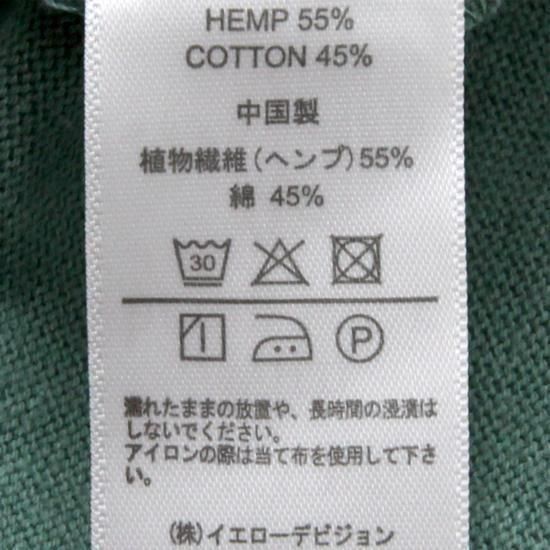 HEMP 55%
COTTON 45%
中国製
植物繊維(ヘンプ)55%
綿 45%
30
P
濡れたままの放置や、長時間の浸漬は
しないでください。
アイロンの際は当て布を使用して下さ
い。
(株)イエローデビジョン